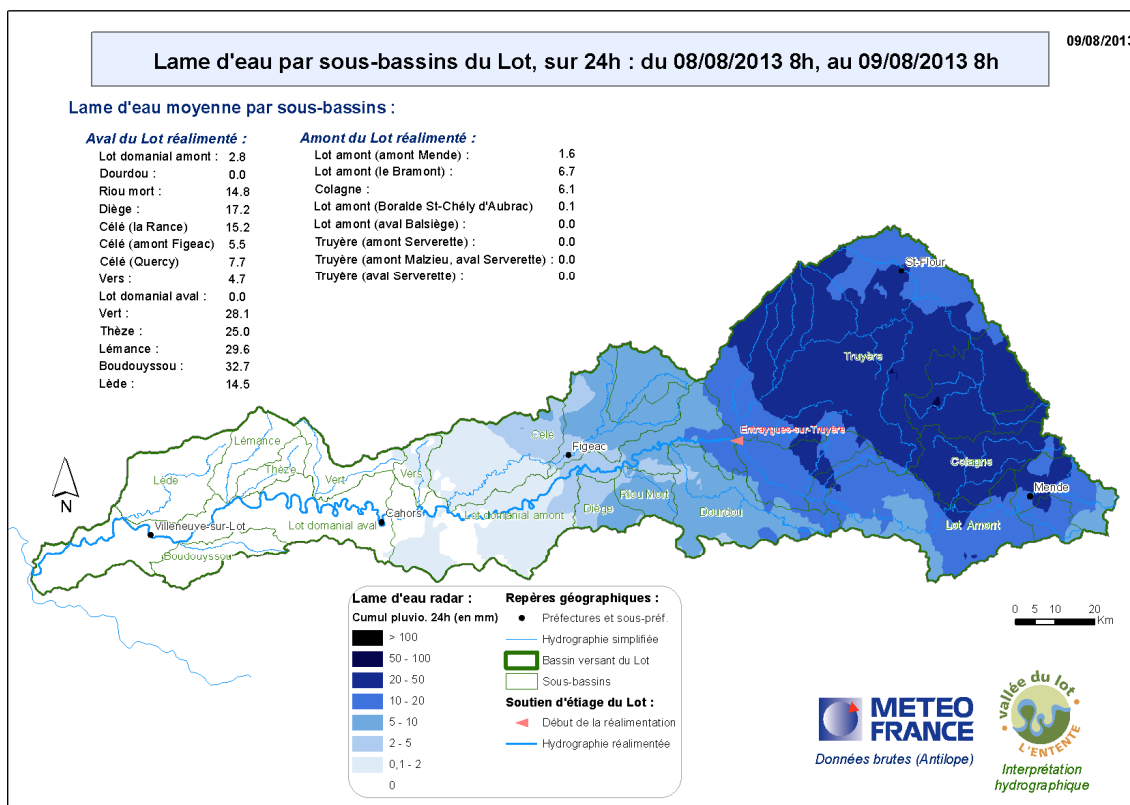 09/08/2013
Lame d'eau par sous-bassins du Lot, sur 24h : du 08/08/2013 8h, au 09/08/2013 8h
Lame d'eau moyenne par sous-bassins :
Aval du Lot réalimenté :
Lot domanial amont : 2.8
Dourdou : 0.0
Riou mort : 14.8
Diège : 17.2
Célé (la Rance) 15.2
Célé (amont Figeac) 5.5
Célé (Quercy) 7.7
Vers : 4.7
Lot domanial aval : 0.0
Vert : 28.1
Thèze : 25.0
Lémance : 29.6
Boudouyssou : 32.7
Lède : 14.5
Amont du Lot réalimenté :
Lot amont (amont Mende) : 1.6
Lot amont (le Bramont) : 6.7
Colagne : 6.1
Lot amont (Boralde St-Chély d'Aubrac) 0.1
Lot amont (aval Balsiège) : 0.0
Truyère (amont Serverette) : 0.0
Truyère (amont Malzieu, aval Serverette) : 0.0
Truyère (aval Serverette) : 0.0
St-Flour
Truyère
Entraygues-sur-Truyère
Célé
Figeac
Colagne
Mende
Lémance
Thèze
Vert
Vers
Lède
Riou Mort
Diège
Dourdou
Lot Amont
Lot domanial amont
Cahors
Lot domanial aval
Villeneuve-sur-Lot
Boudouyssou
N
Lame d'eau radar :
Cumul pluvio. 24h (en mm)
> 100
50 - 100
20 - 50
10 - 20
5 - 10
2 - 5
0,1 - 2
0
Repères géographiques :
Préfectures et sous-préf.
Hydrographie simplifiée
Bassin versant du Lot
Sous-bassins
Soutien d'étiage du Lot :
Début de la réalimentation
Hydrographie réalimentée
0 5 10 20
Km
METEO
FRANCE
Données brutes (Antilope)
vallée du lot
L'ENTENTE
Interprétation
hydrographique